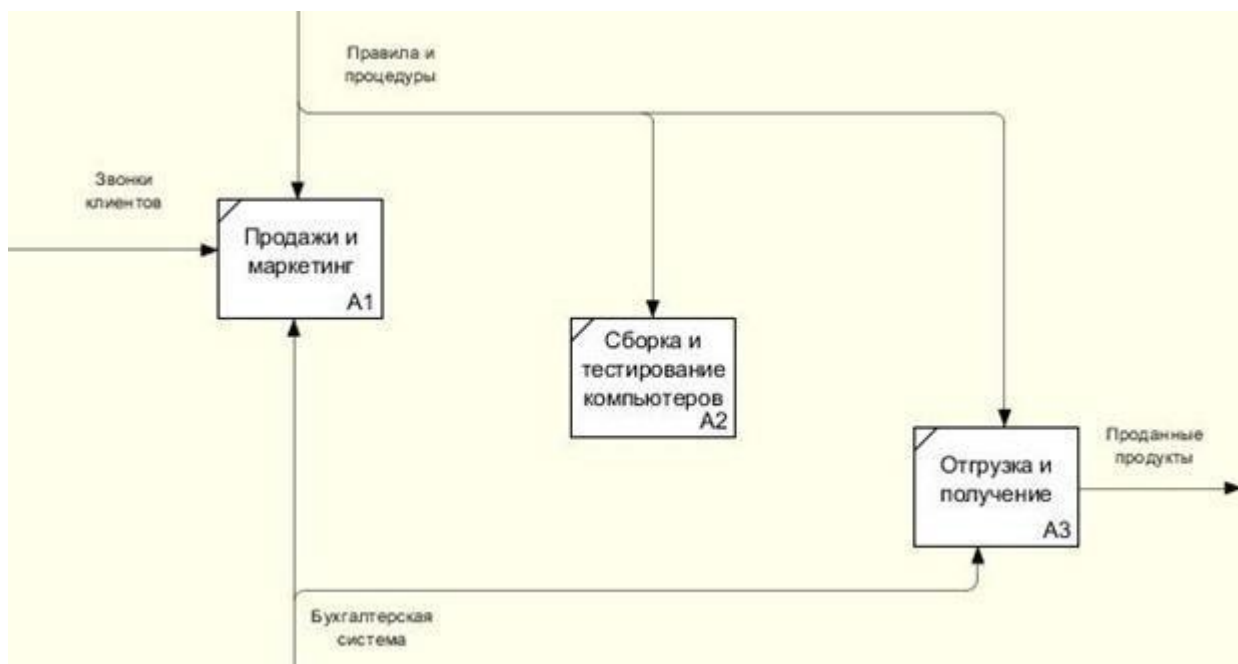 Правила и
процедуры
Звонки
клиентов
Продажи и
маркетинг
A1
Сборка и
тестирование
компьютеров
A2
Отгрузка и
получение
A3
Проданные
продукты
Бухгалтерская
система